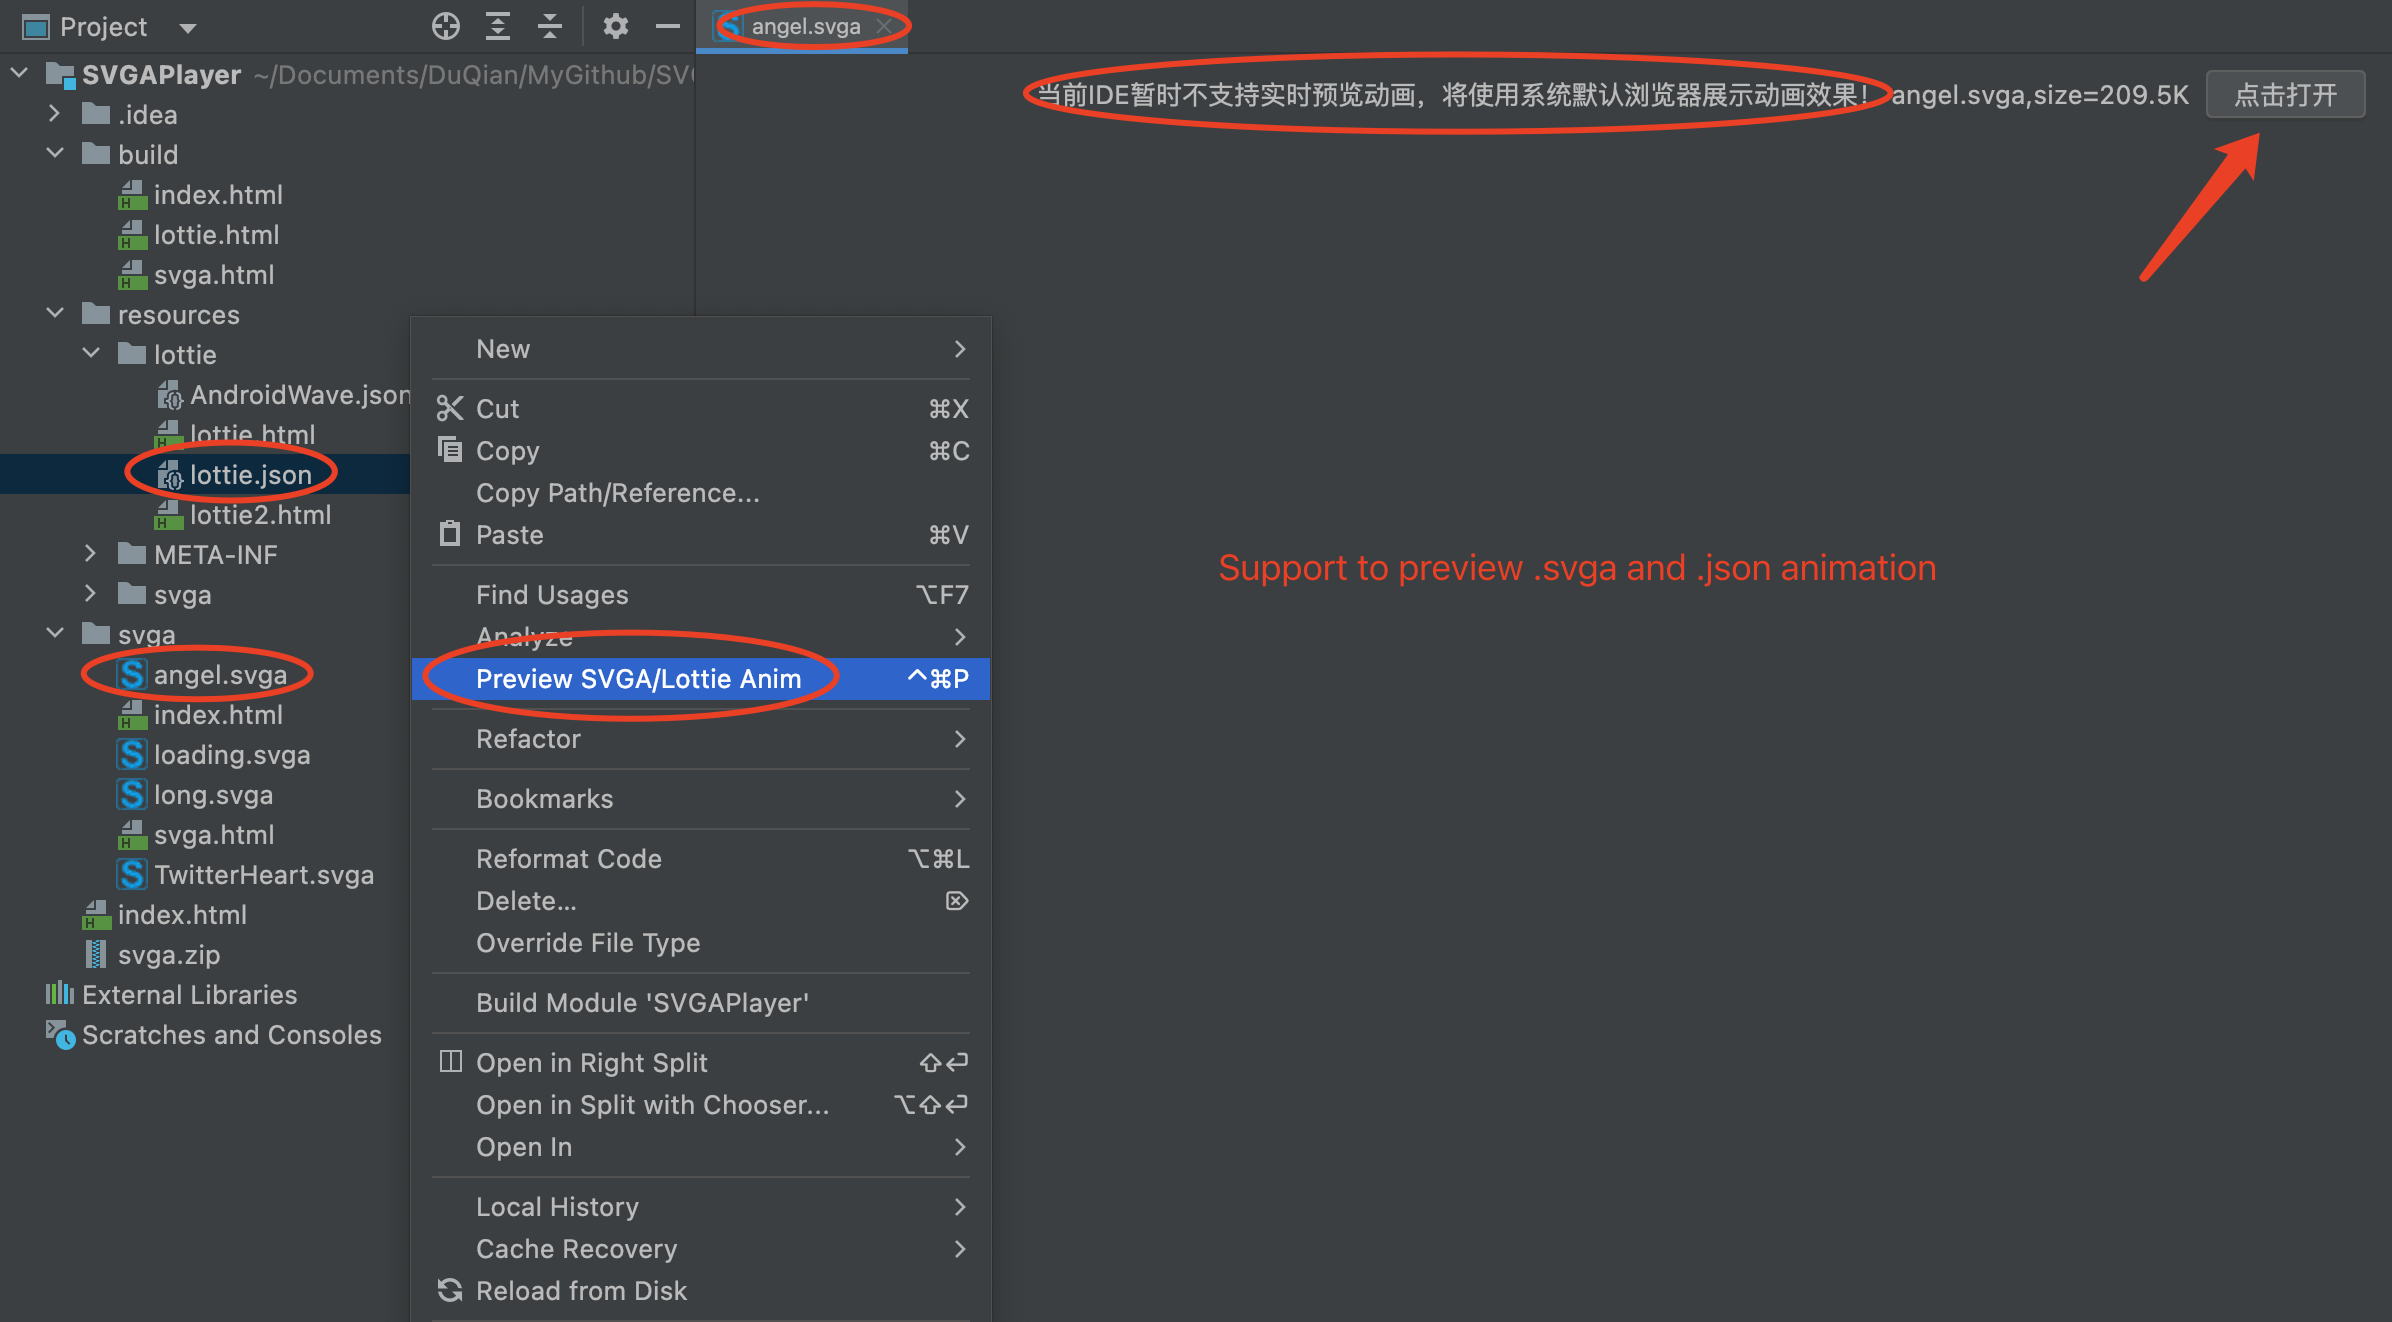 Project
SVGAPlayer ~/Documents/DuQian/MyGithub/SV
.idea
build
index.html
lottie.html
svga.html
resources
lottie
AndroidWave.json
lottie.html
lottie.json
lottie2.html
META-INF
svga
svga
angel.svga
index.html
loading.svga
long.svga
svga.html
TwitterHeart.svga
index.html
svga.zip
External Libraries
Scratches and Consoles
angel.svga
当前IDE暂时不支持实时预览动画，将使用系统默认浏览器展示动画效果！ angel.svga,size=209.5K 点击打开
New
Cut ⌘X
Copy ⌘C
Copy Path/Reference...
Paste ⌘V
Find Usages ⌥F7
Analyze
Preview SVGA/Lottie Anim ^⌘P
Refactor
Bookmarks
Reformat Code ⌥⌘L
Delete... ⌦
Override File Type
Build Module 'SVGAPlayer'
Open in Right Split ⇧⏎
Open in Split with Chooser... ⌥⇧⏎
Open In
Local History
Cache Recovery
Reload from Disk
Support to preview .svga and .json animation